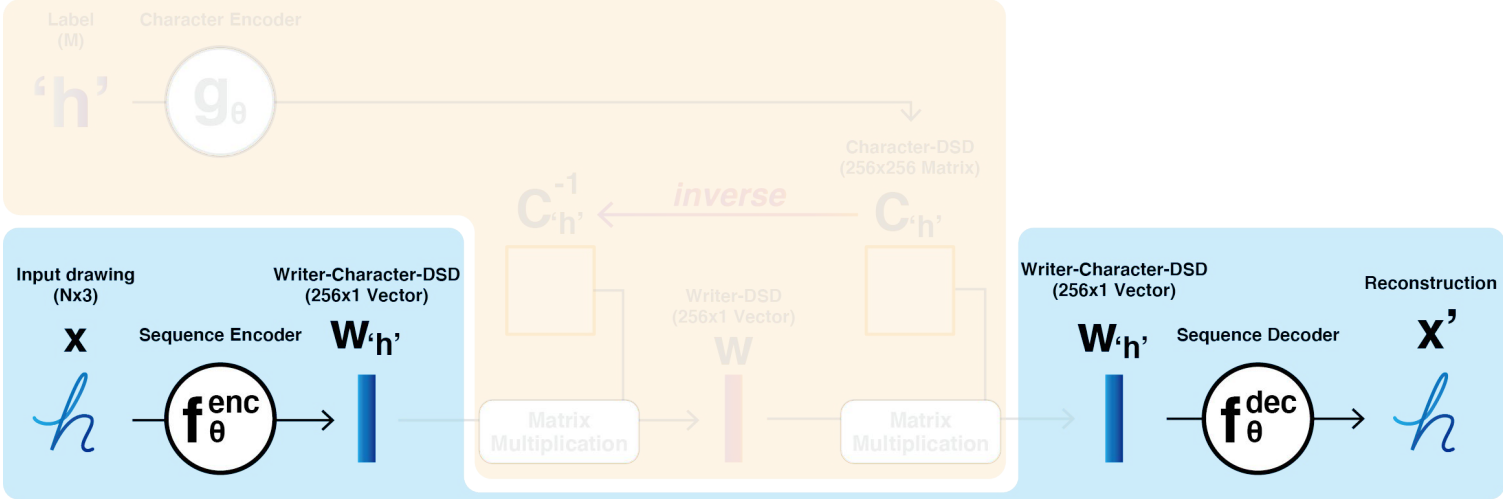 Label
(M)
Character Encoder
‘h’
gθ
Character-DSD
(256x256 Matrix)
C‘h’-1
inverse
C‘h’
Input drawing
(Nx3)
Writer-Character-DSD
(256x1 Vector)
x
Sequence Encoder
w‘h’
fθenc
Writer-DSD
(256x1 Vector)
w
Matrix
Multiplication
Matrix
Multiplication
Writer-Character-DSD
(256x1 Vector)
Reconstruction
w‘h’
Sequence Decoder
x’
fθdec